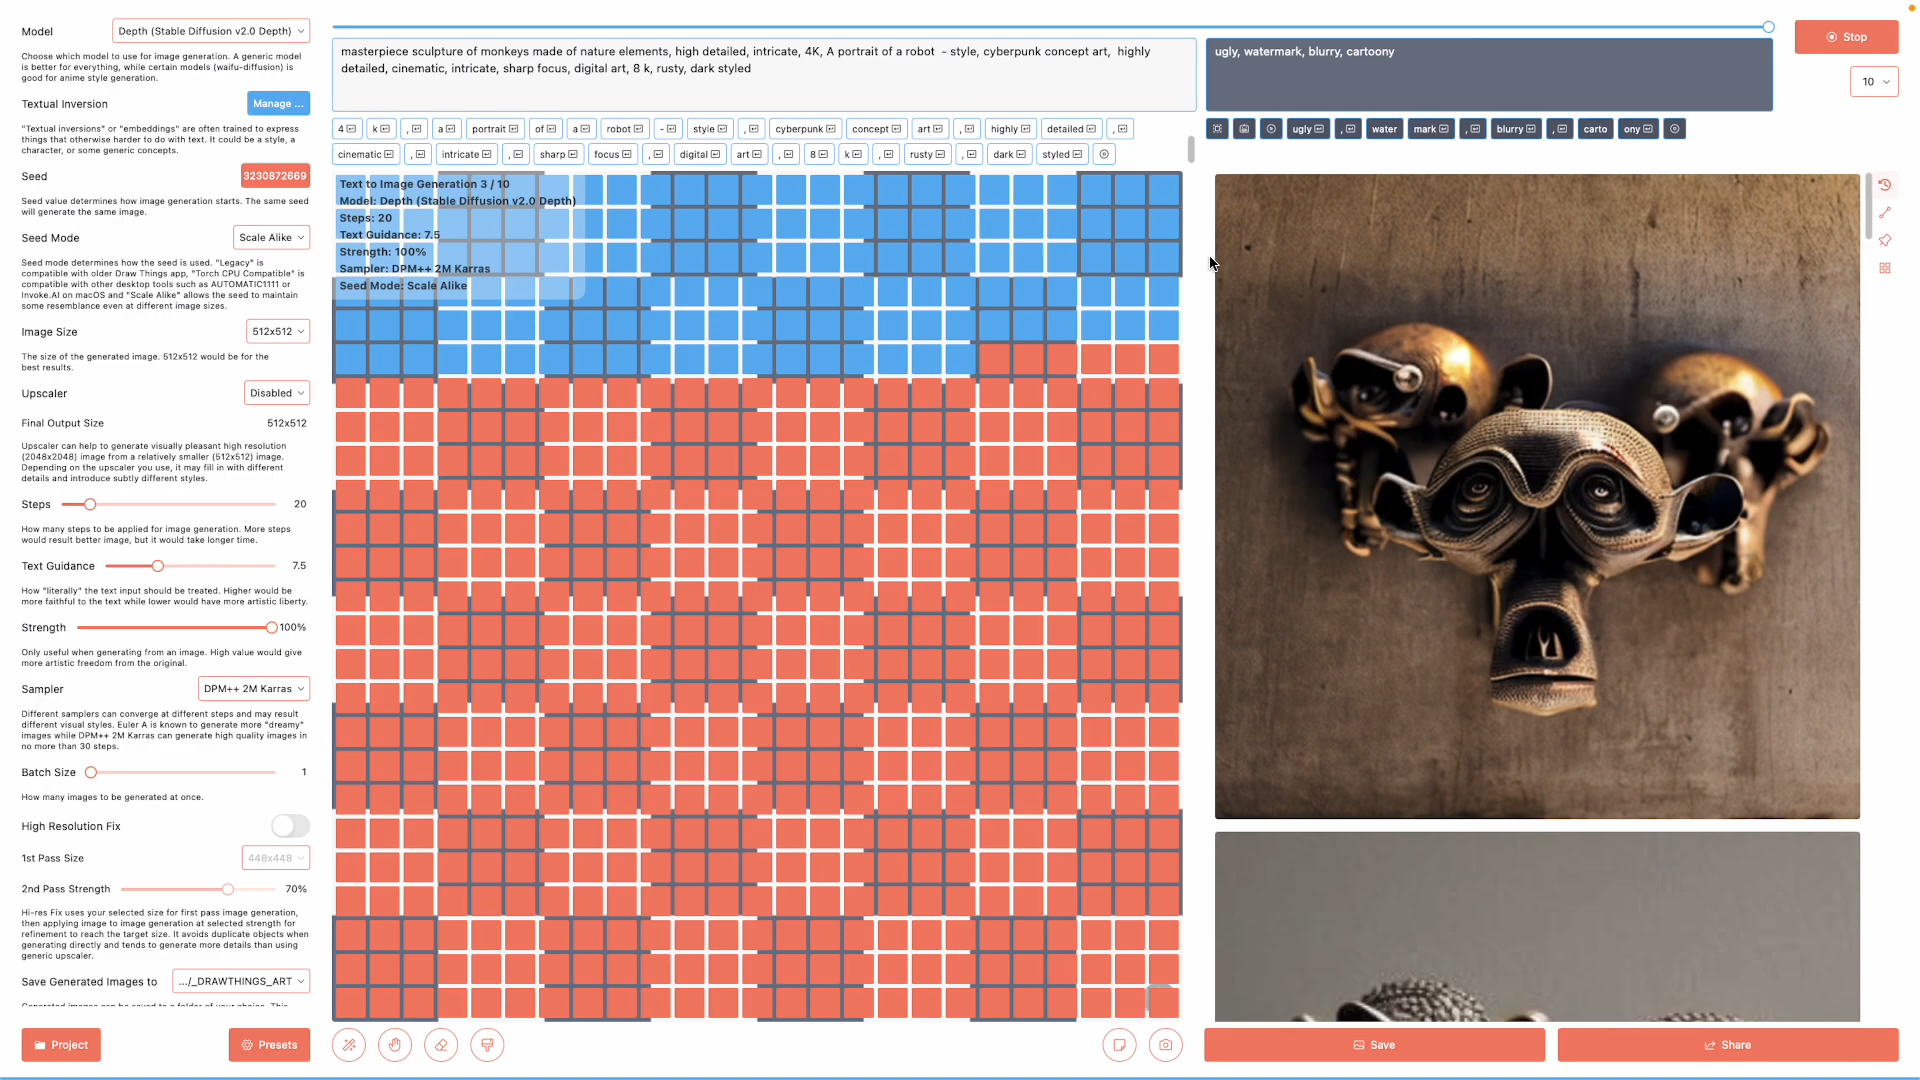 Model
Depth (Stable Diffusion v2.0 Depth)
Choose which model to use for image generation. A generic
model is better for everything, while certain models (waifu-diffusion) is
good for anime style generation.
Textual Inversion
Manage ...
"Textual inversions" or "embeddings" are often trained to express
things that otherwise harder to do with text. It could be a style, a
character, or some generic concepts.
Seed
3230872669
Seed value determines how image generation starts. The same seed
will generate the same image.
Seed Mode
Scale Alike
Seed mode determines how the seed is used. "Legacy" is
compatible with older Draw Things app, "Torch CPU Compatible" is
compatible with other desktop tools such as AUTOMATIC1111 or
Invoke.AI on macOS and "Scale Alike" allows the seed to maintain
some resemblance even at different image sizes.
Image Size
512x512
The size of the generated image. 512x512 would be for the
best results.
Upscaler
Disabled
Final Output Size
512x512
Upscaler can help to generate visually pleasant high resolution
(2048x2048) image from a relatively smaller (512x512) image.
Depending on the upscaler you use, it may fill in with different
details and introduce subtly different styles.
Steps
20
How many steps to be applied for image generation. More steps
would result better image, but it would take longer time.
Text Guidance
7.5
How "literally" the text input should be treated. Higher would be
more faithful to the text while lower would have more artistic liberty.
Strength
100%
Only useful when generating from an image. High value would give
more artistic freedom from the original.
Sampler
DPM++ 2M Karras
Different samplers can converge at different steps and may result
different visual styles. Euler A is known to generate more "dreamy"
images while DPM++ 2M Karras can generate high quality images in
no more than 30 steps.
Batch Size
1
How many images to be generated at once.
High Resolution Fix
1st Pass Size
448x448
2nd Pass Strength
70%
Hi-res Fix uses your selected size for first pass image generation,
then applying image to image generation at selected strength for
refinement to reach the target size. It avoids duplicate objects when
generating directly and tends to generate more details than using
generic upscaler.
Save Generated Images to
.../_DRAWTHINGS_ART
Project
Presets
masterpiece sculpture of monkeys made of nature elements, high detailed, intricate, 4K, A portrait of a robot - style, cyberpunk concept art, highly
detailed, cinematic, intricate, sharp focus, digital art, 8 k, rusty, dark styled
4 k , a portrait of a robot - style , cyberpunk concept art , highly detailed ,
cinematic , intricate , sharp focus , digital art , 8 k , rusty , dark styled
Text to Image Generation 3 / 10
Model: Depth (Stable Diffusion v2.0 Depth)
Steps: 20
Text Guidance: 7.5
Strength: 100%
Sampler: DPM++ 2M Karras
Seed Mode: Scale Alike
ugly, watermark, blurry, cartoony
ugly , water mark , blurry , carto ony
Stop
10
Save
Share